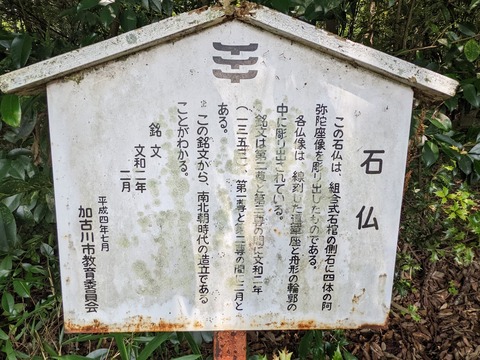 石仏
この石仏は、組合式石棺の側石に四体の阿
弥陀座像を彫り出したものである。
各仏像は、線刻した蓮華座と舟形の輪郭の
中に彫り出されている。
銘文は第二尊と第三尊の間に文和二年
(一三五三)、第一尊と第二尊の間に二月と
ある。
この銘文から、南北朝時代の造立である
ことがわかる。
銘文
文和二年
二月
平成四年七月
加古川市教育委員会